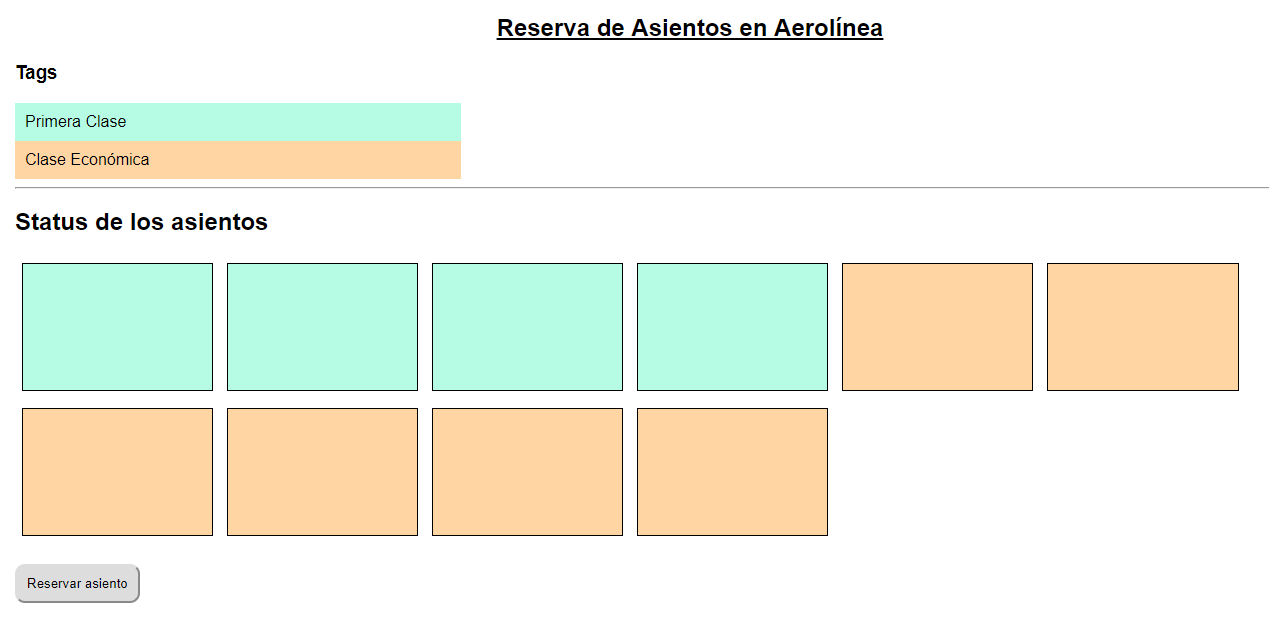 Reserva de Asientos en Aerolínea
Tags
Primera Clase
Clase Económica
Status de los asientos
Reservar asiento